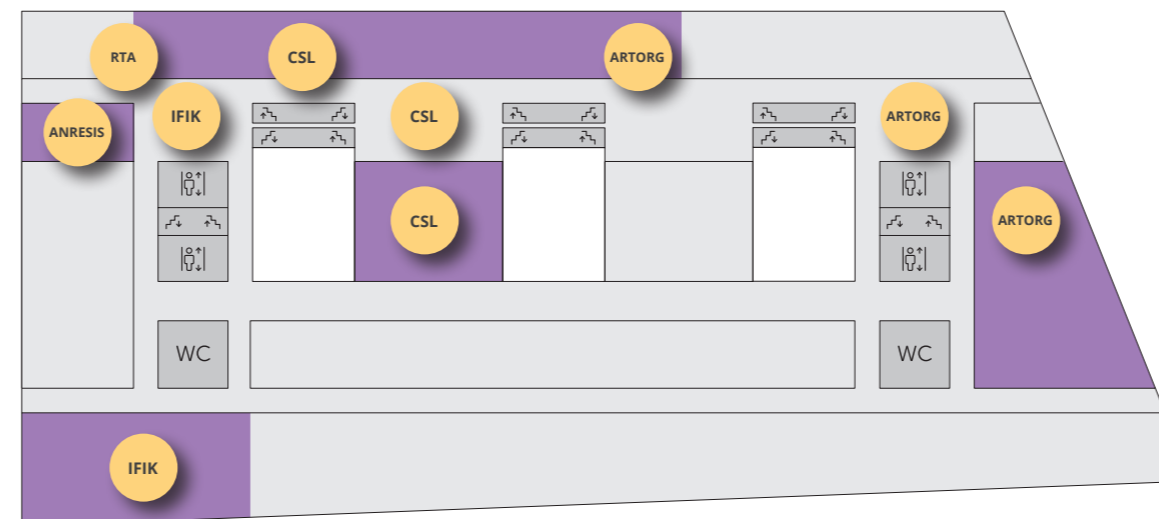 RTA
CSL
ARTORG
ANRESIS
IFIK
CSL
ARTORG
CSL
ARTORG
WC
WC
IFIK